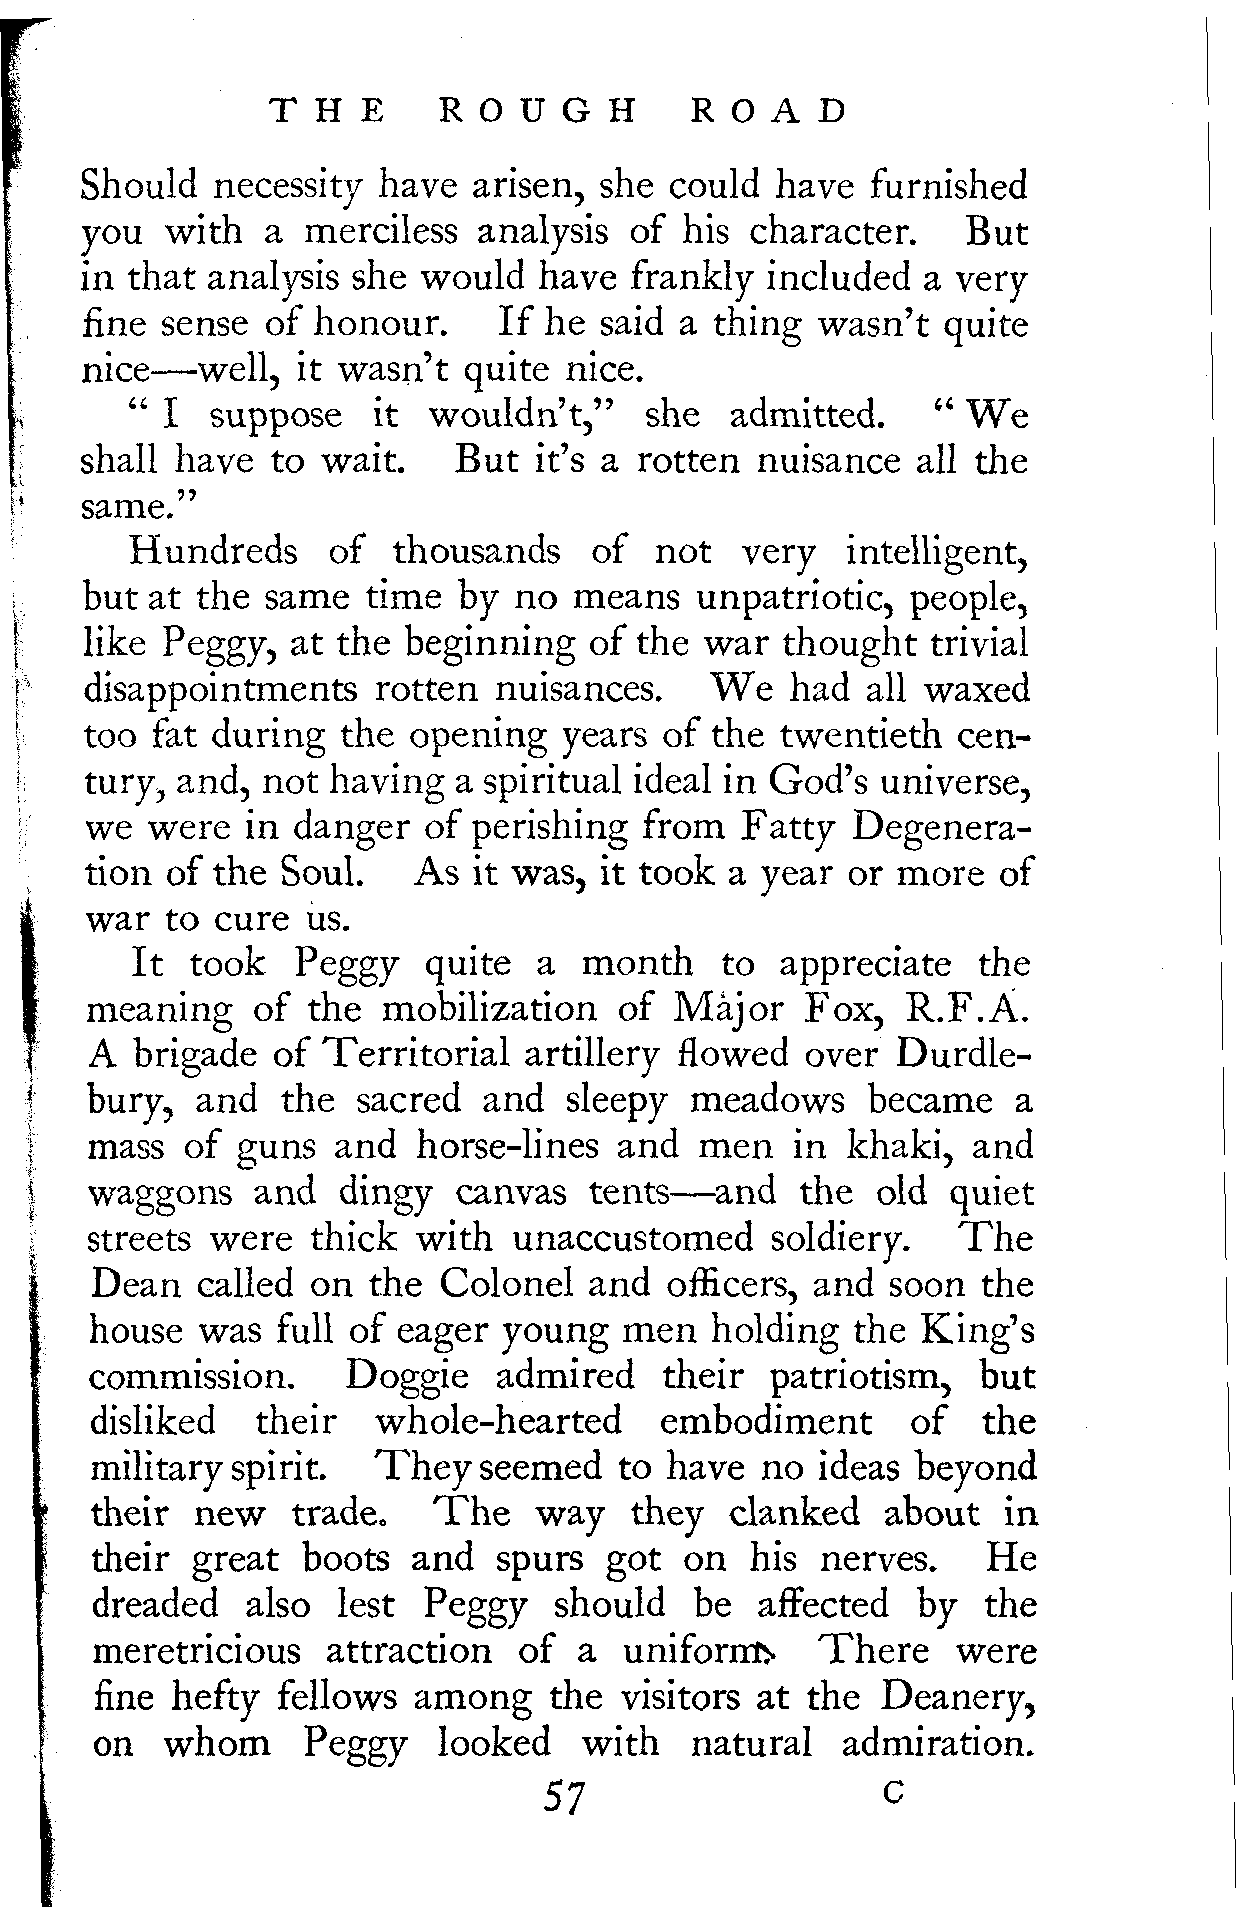 THE ROUGH ROAD
Should necessity have arisen, she could have furnished
you with a merciless analysis of his character. But
in that analysis she would have frankly included a very
fine sense of honour. If he said a thing wasn't quite
nice—well, it wasn't quite nice.
“ I suppose it wouldn't,” she admitted. “ We
shall have to wait. But it's a rotten nuisance all the
same.”
Hundreds of thousands of not very intelligent,
but at the same time by no means unpatriotic, people,
like Peggy, at the beginning of the war thought trivial
disappointments rotten nuisances. We had all waxed
too fat during the opening years of the twentieth cen-
tury, and, not having a spiritual ideal in God's universe,
we were in danger of perishing from Fatty Degenera-
tion of the Soul. As it was, it took a year or more of
war to cure us.
It took Peggy quite a month to appreciate the
meaning of the mobilization of Major Fox, R.F.A.
A brigade of Territorial artillery flowed over Durdle-
bury, and the sacred and sleepy meadows became a
mass of guns and horse-lines and men in khaki, and
waggons and dingy canvas tents—and the old quiet
streets were thick with unaccustomed soldiery. The
Dean called on the Colonel and officers, and soon the
house was full of eager young men holding the King's
commission. Doggie admired their patriotism, but
disliked their whole-hearted embodiment of the
military spirit. They seemed to have no ideas beyond
their new trade. The way they clanked about in
their great boots and spurs got on his nerves. He
dreaded also lest Peggy should be affected by the
meretricious attraction of a uniform. There were
fine hefty fellows among the visitors at the Deanery,
on whom Peggy looked with natural admiration.
57 C